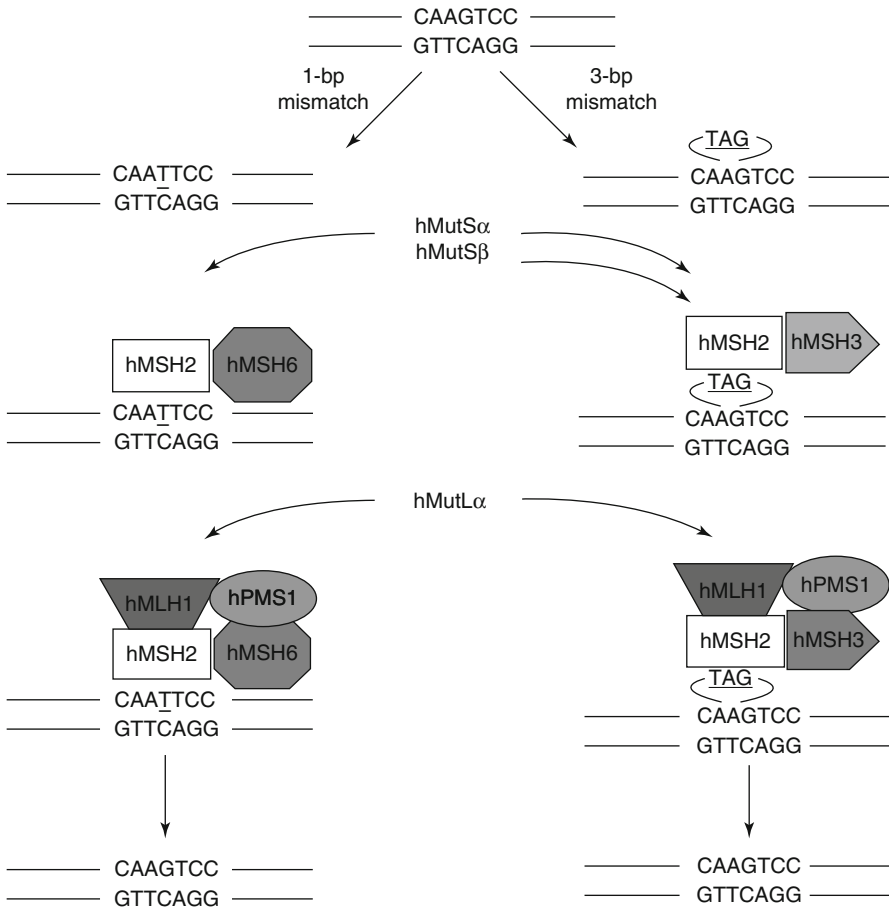 CAAGTCC
GTTCAGG
1-bp
mismatch
3-bp
mismatch
CAATTCC
GTTCAGG
TAG
CAAGTCC
GTTCAGG
hMutSα
hMutSβ
hMSH2
hMSH6
CAATTCC
GTTCAGG
hMSH2
hMSH3
TAG
CAAGTCC
GTTCAGG
hMutLα
hMLH1
hPMS1
hMSH2
hMSH6
CAATTCC
GTTCAGG
hMLH1
hPMS1
hMSH2
hMSH3
TAG
CAAGTCC
GTTCAGG
CAAGTCC
GTTCAGG
CAAGTCC
GTTCAGG